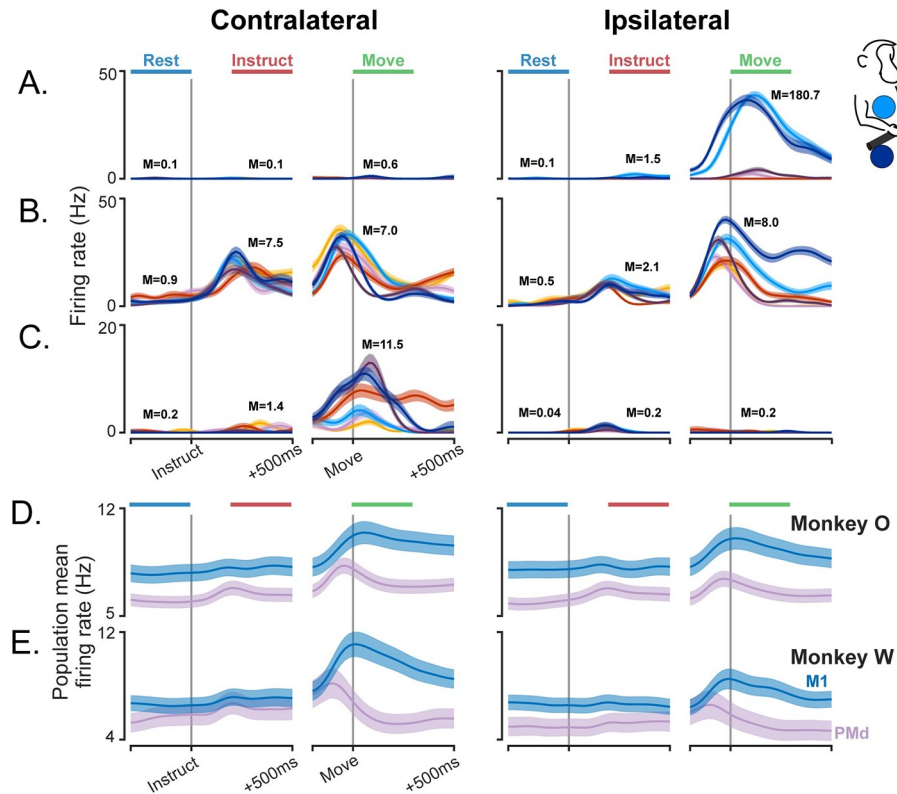 Contralateral Ipsilateral
Rest Instruct Move Rest Instruct Move
A.
50
0
M=0.1 M=0.1 M=0.6 M=0.1 M=1.5 M=180.7
B.
50
0
M=0.9 M=7.5 M=7.0 M=0.5 M=2.1 M=8.0
Firing rate (Hz)
C.
20
0
M=0.2 M=1.4 M=11.5 M=0.04 M=0.2 M=0.2
Instruct +500ms Move +500ms
D.
12
5
Monkey O
Population mean
firing rate (Hz)
E.
12
4
Monkey W
M1
PMd
Instruct +500ms Move +500ms